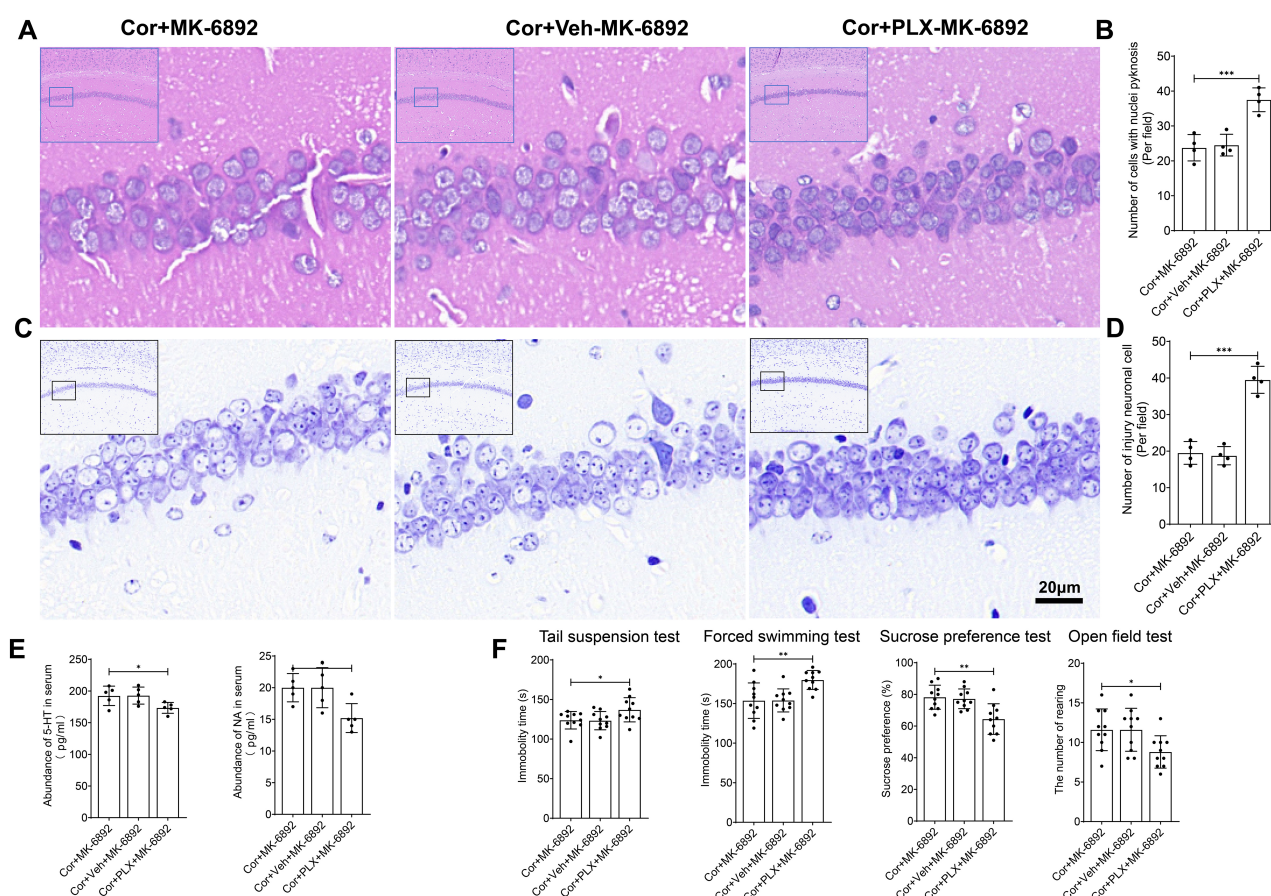 A
Cor+MK-6892
Cor+Veh-MK-6892
Cor+PLX-MK-6892
B
Number of cells with nuclei pyknosis
(Per field)
50
40
30
20
10
0
***
Cor+MK-6892
Cor+Veh+MK-6892
Cor+PLX+MK-6892
C
20μm
D
Number of injury neuronal cell
(Per field)
50
40
30
20
10
0
***
Cor+MK-6892
Cor+Veh+MK-6892
Cor+PLX+MK-6892
E
Abundance of 5-HT in serum
( pg/ml )
250
200
150
100
50
0
*
Cor+MK-6892
Cor+Veh+MK-6892
Cor+PLX+MK-6892
Abundance of NA in serum
( pg/ml )
25
20
15
10
5
0
Cor+MK-6892
Cor+Veh+MK-6892
Cor+PLX+MK-6892
F
Tail suspension test
Immobolity time (s)
200
150
100
50
0
*
Cor+MK-6892
Cor+Veh+MK-6892
Cor+PLX+MK-6892
Forced swimming test
Immobolity time (s)
200
150
100
50
0
**
Cor+MK-6892
Cor+Veh+MK-6892
Cor+PLX+MK-6892
Sucrose preference test
Sucrose preference (%)
100
80
60
40
20
0
**
Cor+MK-6892
Cor+Veh+MK-6892
Cor+PLX+MK-6892
Open field test
The number of rearing
20
15
10
5
0
*
Cor+MK-6892
Cor+Veh+MK-6892
Cor+PLX+MK-6892